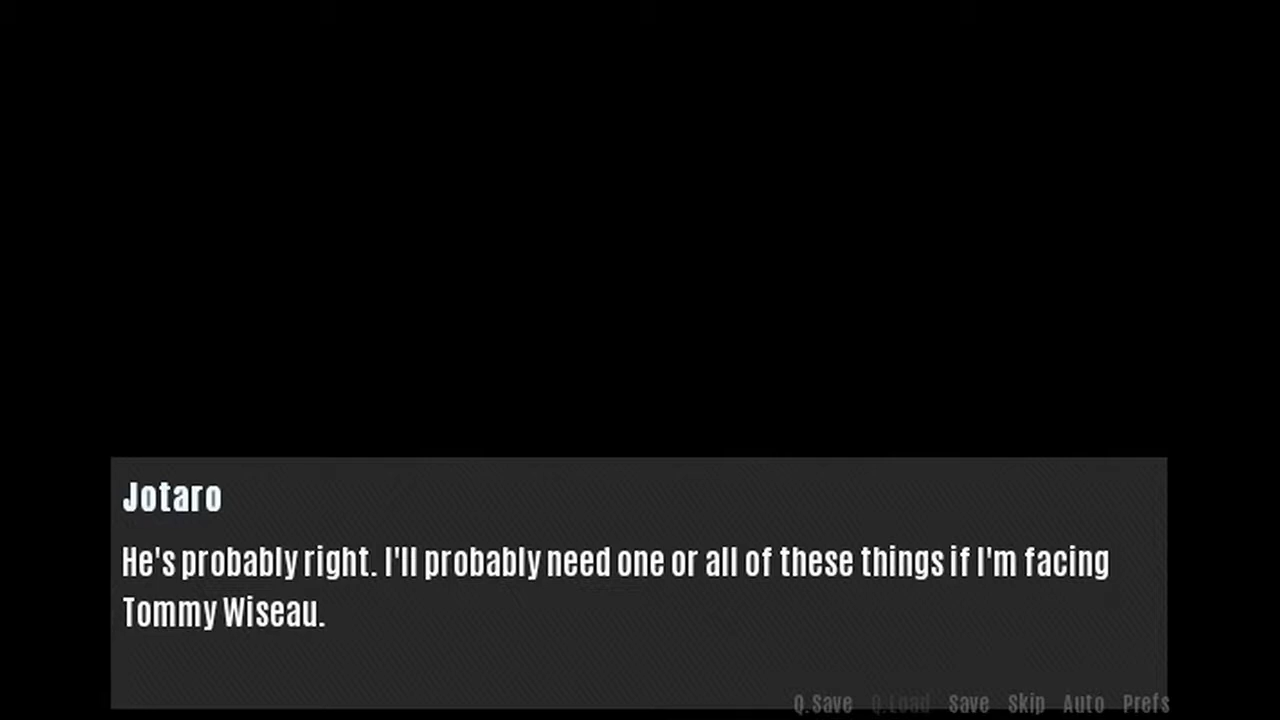 Jotaro
He's probably right. I'll probably need one or all of these things if I'm facing
Tommy Wiseau.
Q.Save Q.Load Save Skip Auto Prefs